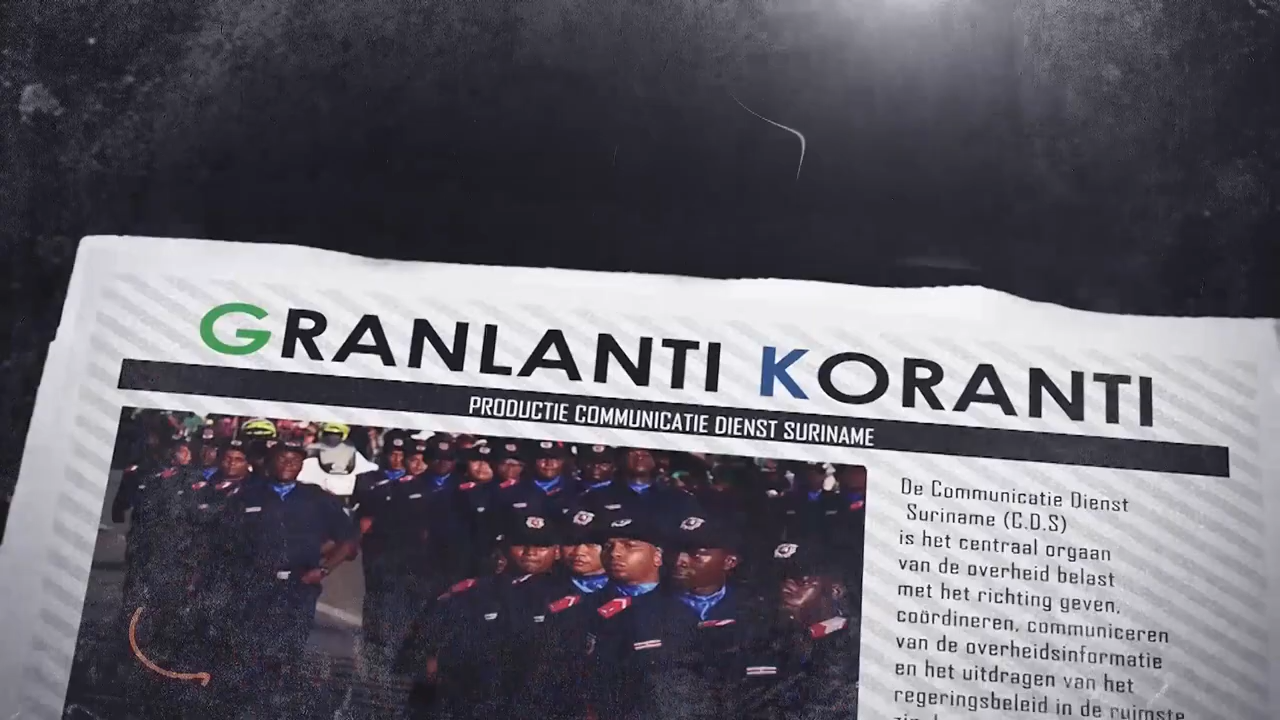 GRANLANTI KORANTI
PRODUCTIE COMMUNICATIE DIENST SURINAME
De Communicatie Dienst
Suriname (C.D.S)
is het centraal orgaan
van de overheid belast
met het richting geven,
coördineren, communiceren
van de overheidsinformatie
en het uitdragen van het
regeringsbeleid in de ruimste